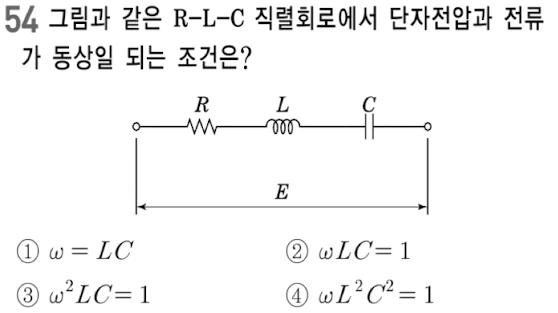 54 그림과 같은 R-L-C 직렬회로에서 단자전압과 전류
가 동상일 되는 조건은?
R L C
E
① ω = LC ② ωLC = 1
③ ω²LC = 1 ④ ωL²C² = 1